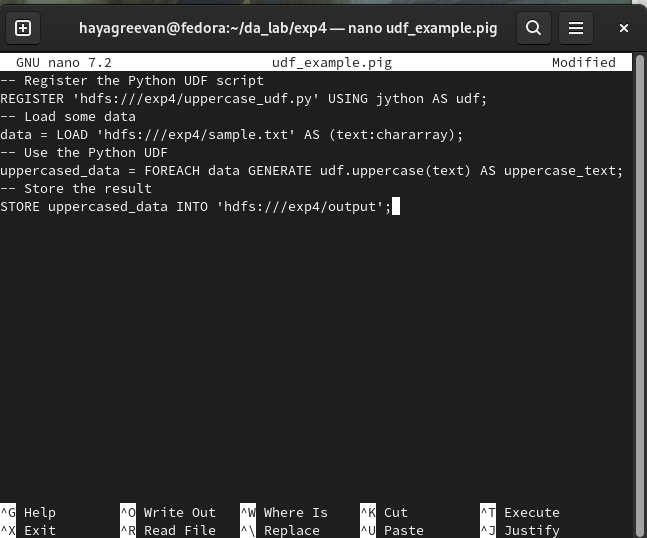 hayagreevan@fedora:~/da_lab/exp4 — nano udf_example.pig
GNU nano 7.2 udf_example.pig Modified
-- Register the Python UDF script
REGISTER 'hdfs:///exp4/uppercase_udf.py' USING jython AS udf;
-- Load some data
data = LOAD 'hdfs:///exp4/sample.txt' AS (text:chararray);
-- Use the Python UDF
uppercased_data = FOREACH data GENERATE udf.uppercase(text) AS uppercase_text;
-- Store the result
STORE uppercased_data INTO 'hdfs:///exp4/output';
^G Help ^O Write Out ^W Where Is ^K Cut ^T Execute
^X Exit ^R Read File ^\ Replace ^U Paste ^J Justify